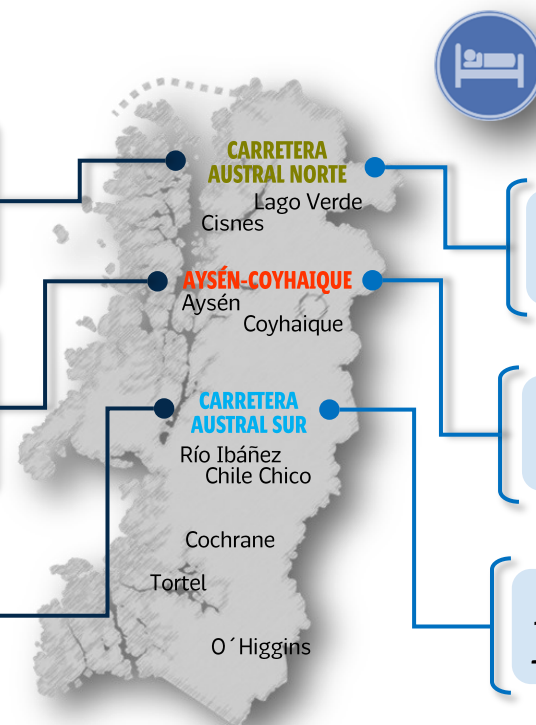 CARRETERA
AUSTRAL NORTE
Lago Verde
Cisnes
AYSÉN-COYHAIQUE
Aysén
Coyhaique
CARRETERA
AUSTRAL SUR
Río Ibáñez
Chile Chico
Cochrane
Tortel
O´Higgins